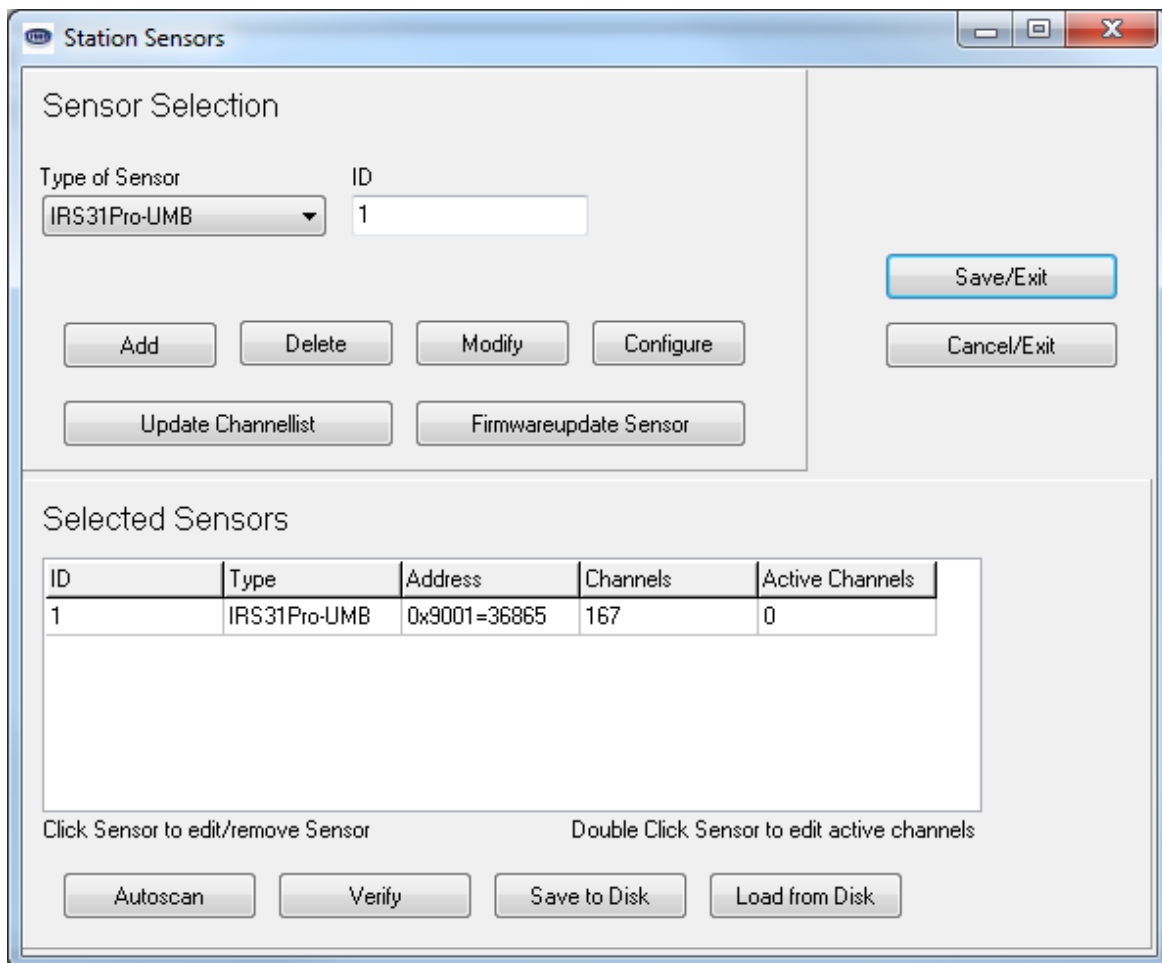 Station Sensors
Sensor Selection
Type of Sensor ID
IRS31Pro-UMB 1
Save/Exit
Add Delete Modify Configure Cancel/Exit
Update Channellist Firmwareupdate Sensor
Selected Sensors
ID Type Address Channels Active Channels
1 IRS31Pro-UMB 0x9001=36865 167 0
Click Sensor to edit/remove Sensor Double Click Sensor to edit active channels
Autoscan Verify Save to Disk Load from Disk